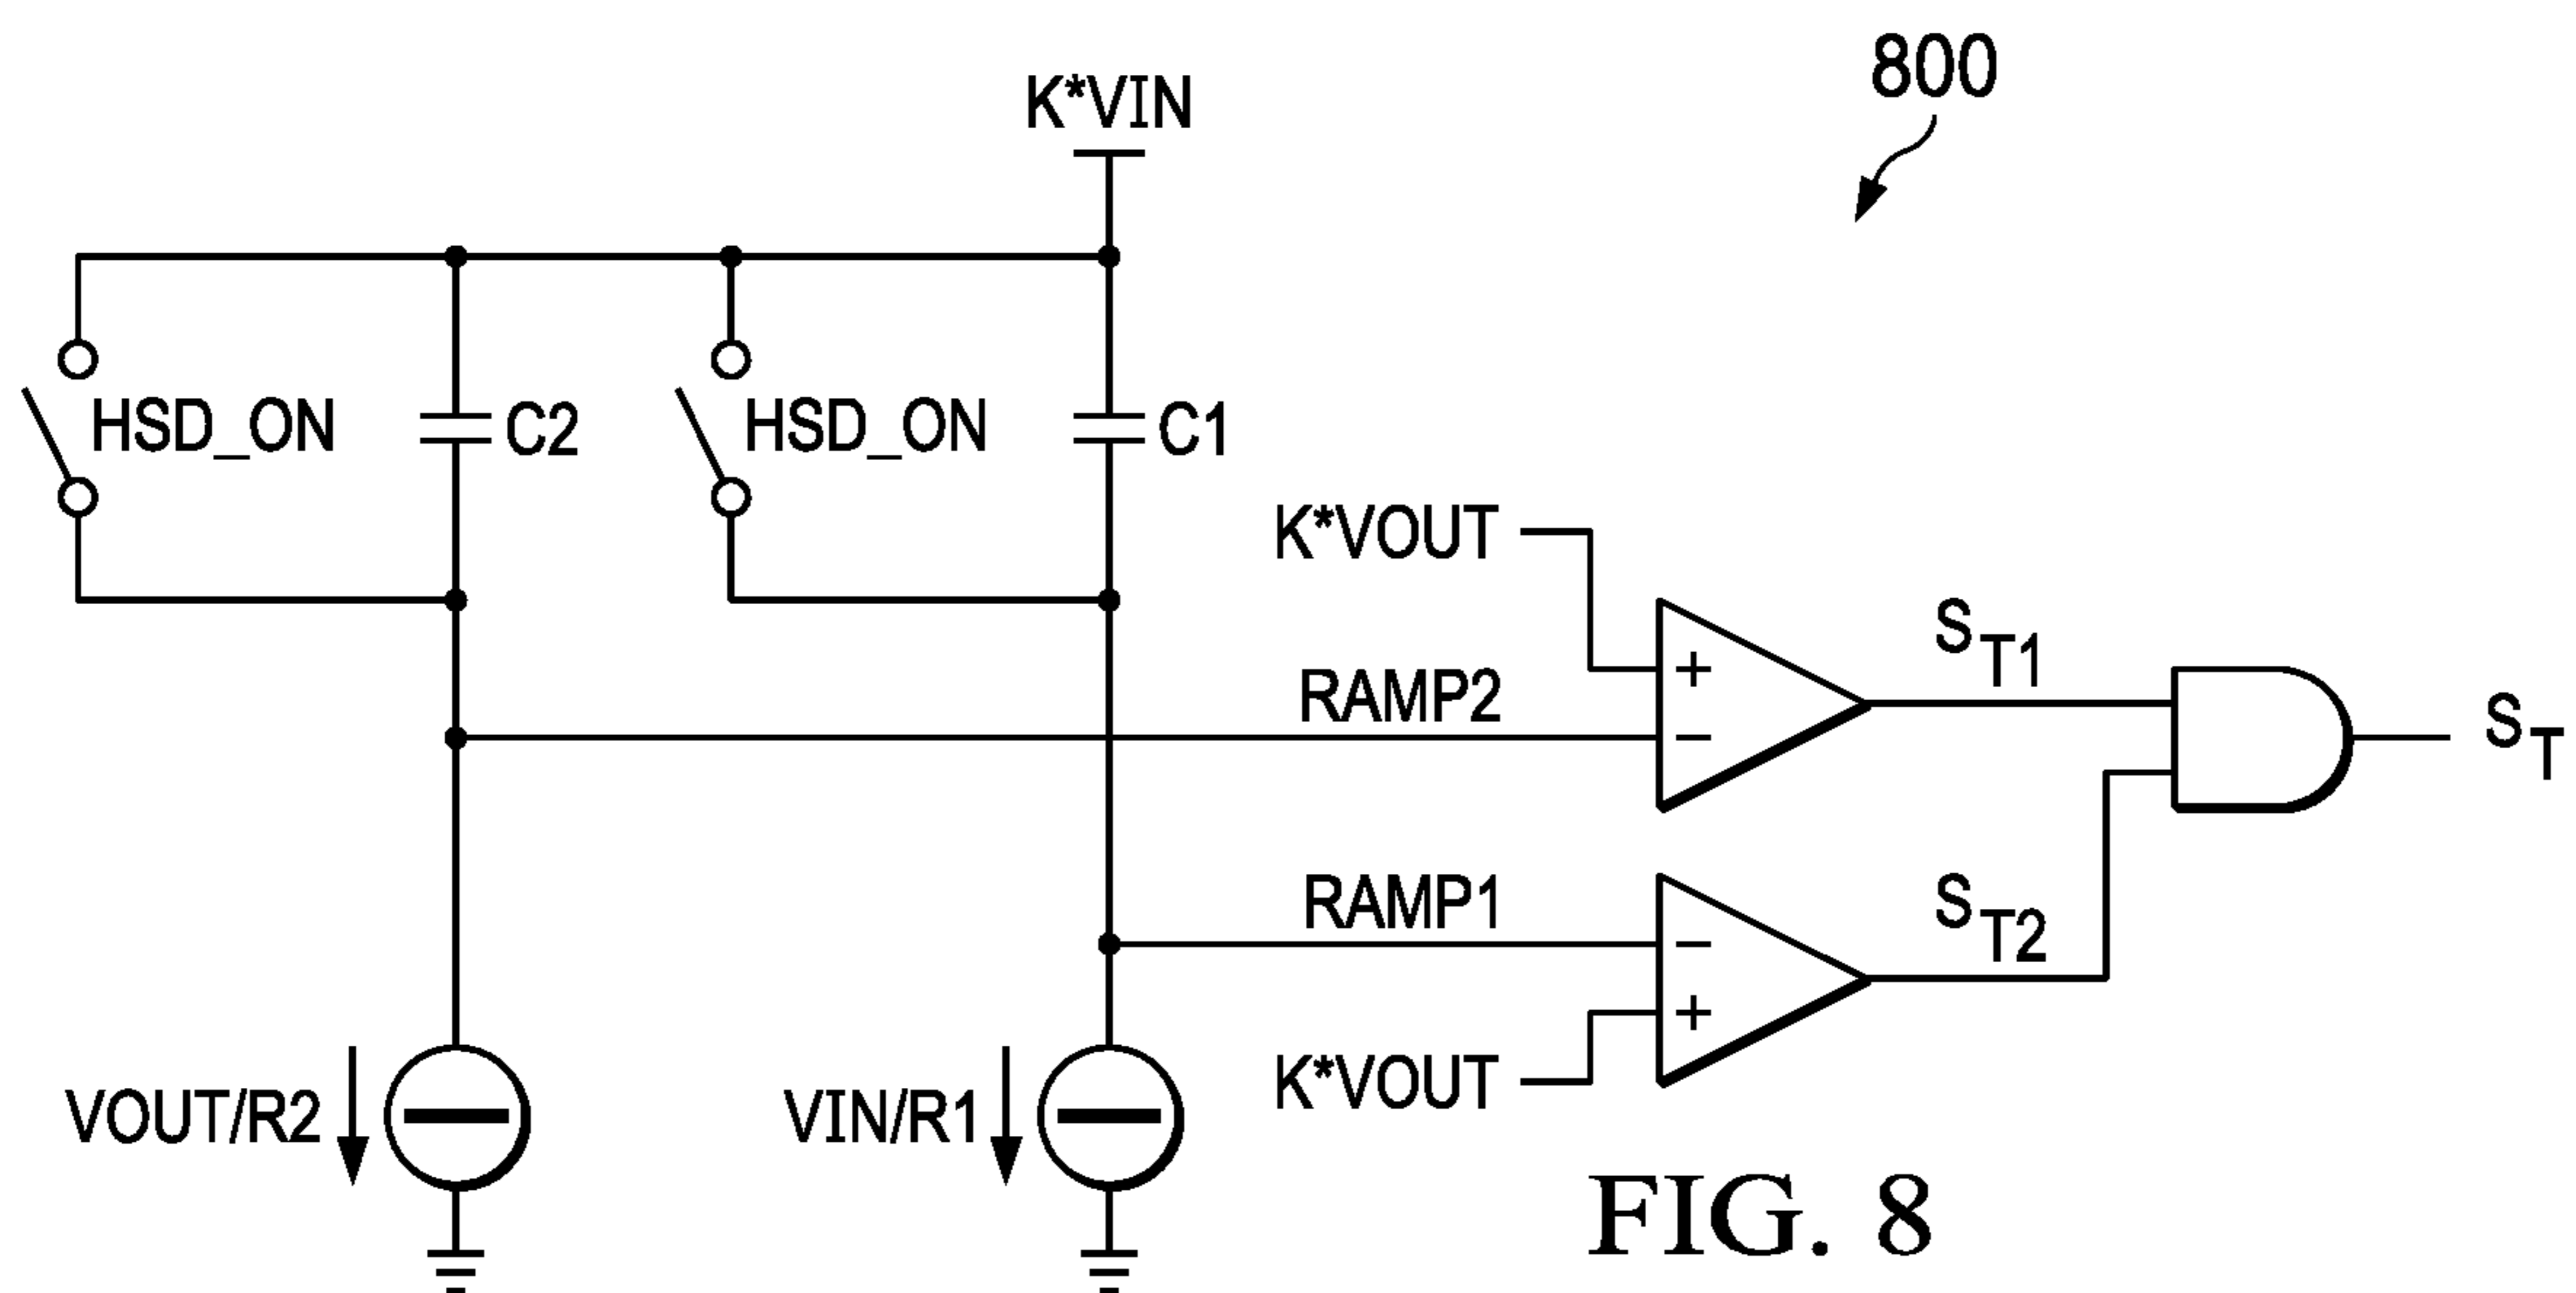 800
K*VIN
HSD_ON
C2
HSD_ON
C1
K*VOUT
RAMP2
ST1
ST
RAMP1
ST2
K*VOUT
VOUT/R2
VIN/R1
FIG. 8